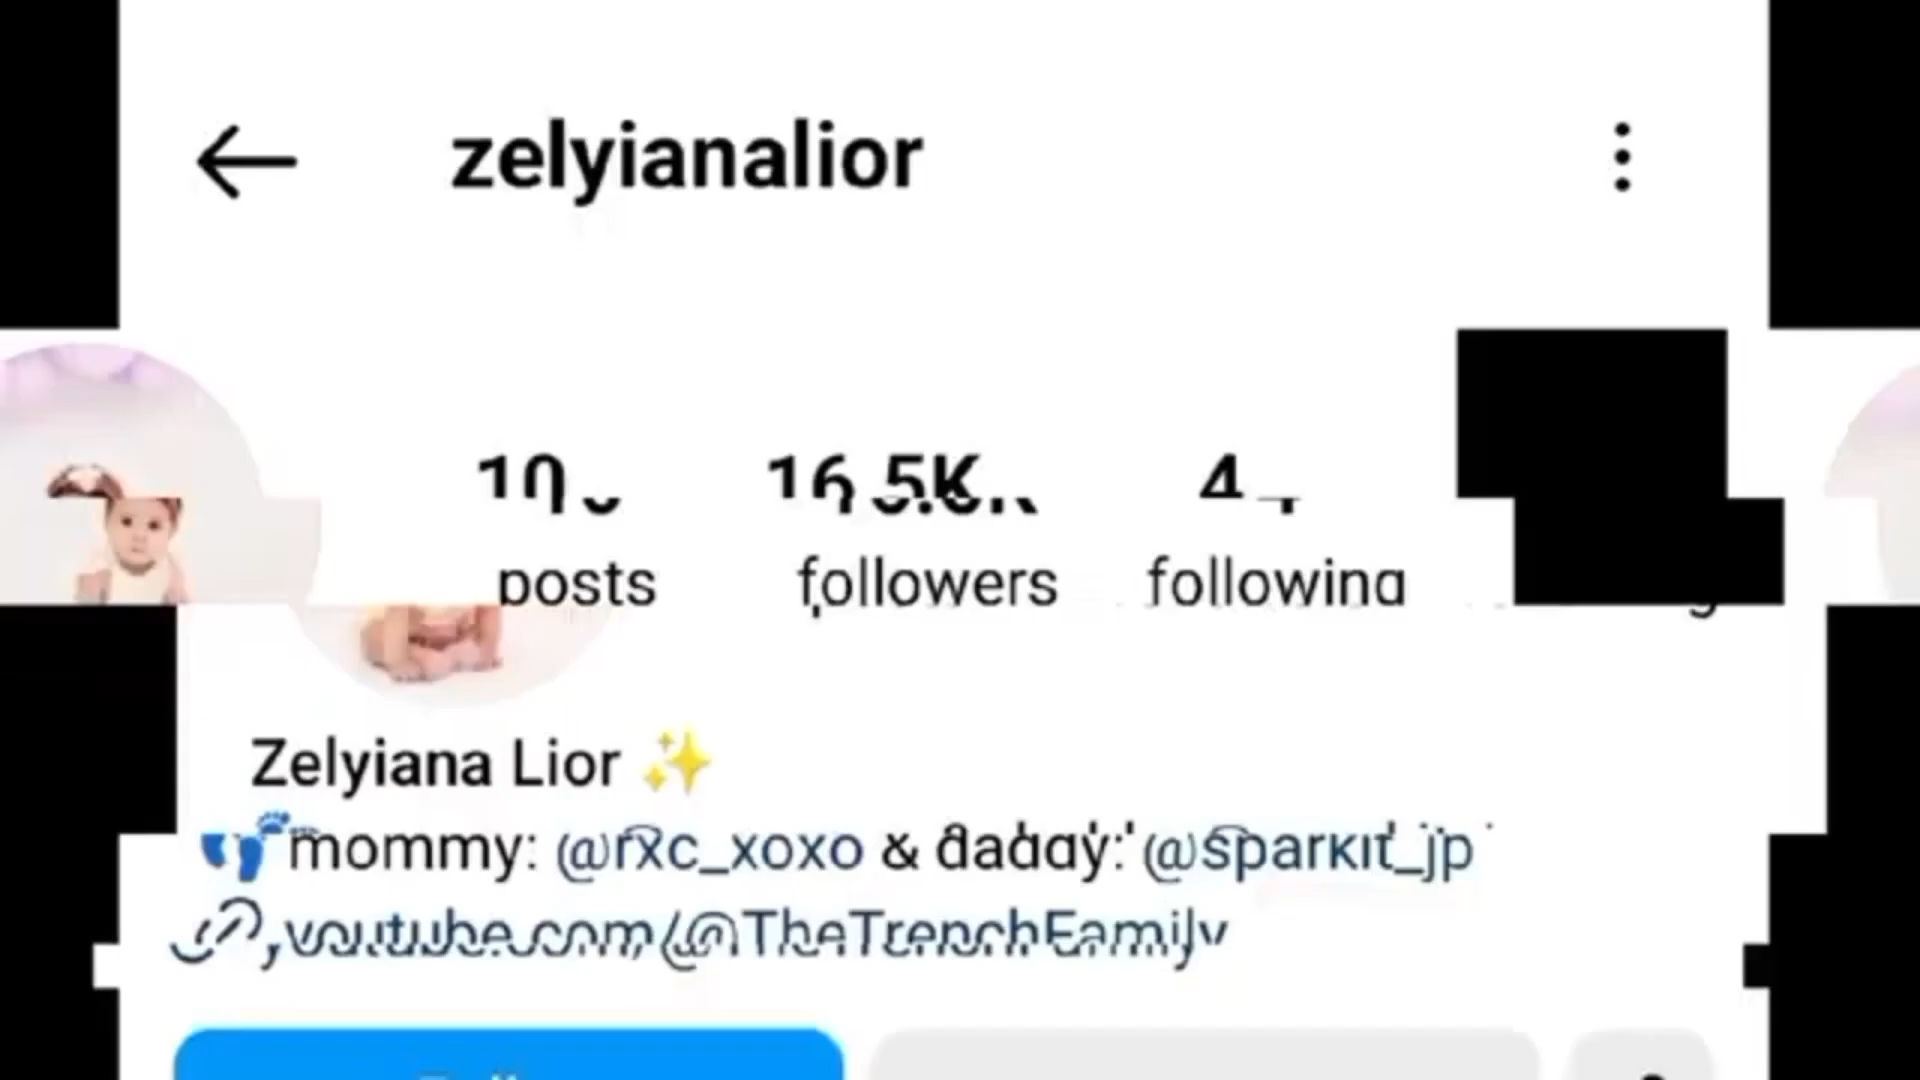 zelyianalior
16.5K
posts followers following
Zelyiana Lior ✨
👣 mommy: @rxc_xoxo & daddy: @sparkit_jp
youtube.com/@TheTrenchFamily